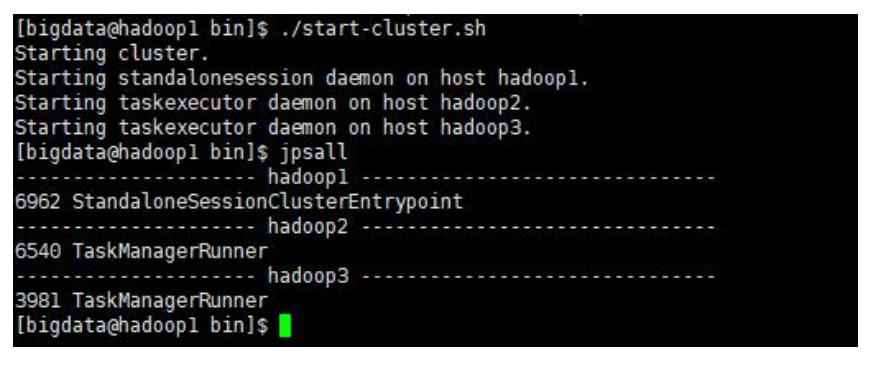 [bigdata@hadoop1 bin]$ ./start-cluster.sh
Starting cluster.
Starting standalonesession daemon on host hadoop1.
Starting taskexecutor daemon on host hadoop2.
Starting taskexecutor daemon on host hadoop3.
[bigdata@hadoop1 bin]$ jpsall
--------------------- hadoop1 -------------------------------
6962 StandaloneSessionClusterEntrypoint
--------------------- hadoop2 -------------------------------
6540 TaskManagerRunner
--------------------- hadoop3 -------------------------------
3981 TaskManagerRunner
[bigdata@hadoop1 bin]$